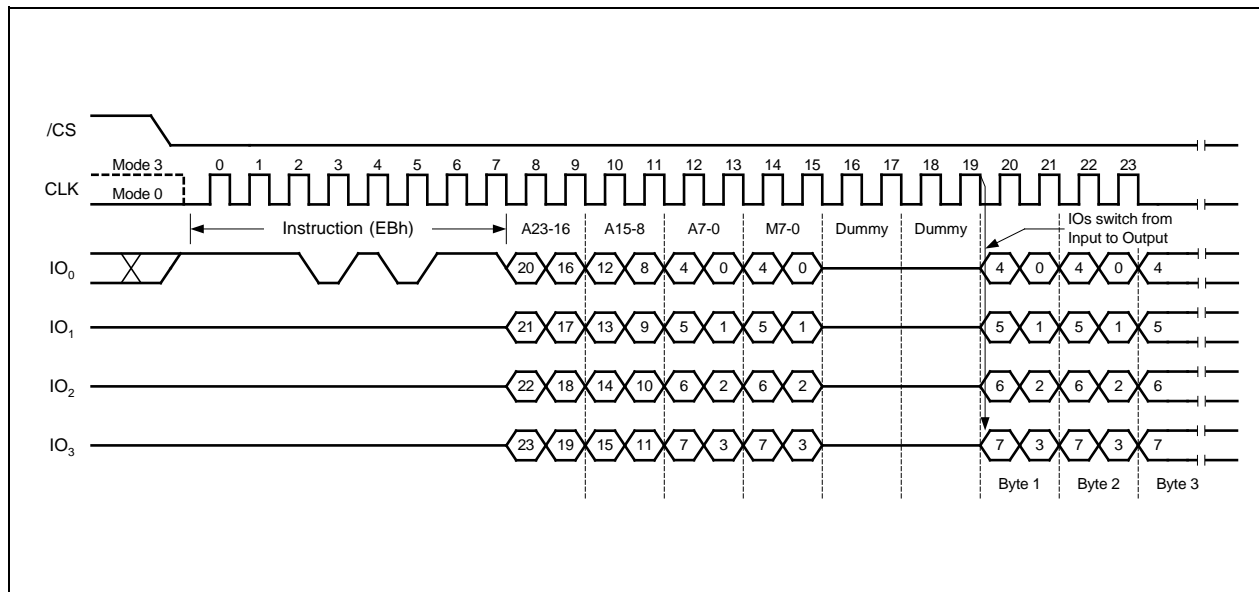 /CS
Mode 3 0 1 2 3 4 5 6 7 8 9 10 11 12 13 14 15 16 17 18 19 20 21 22 23
CLK
Mode 0
Instruction (EBh) A23-16 A15-8 A7-0 M7-0 Dummy Dummy
IOs switch from
Input to Output
IO0 20 16 12 8 4 0 4 0 4 0 4 0 4
IO1 21 17 13 9 5 1 5 1 5 1 5 1 5
IO2 22 18 14 10 6 2 6 2 6 2 6 2 6
IO3 23 19 15 11 7 3 7 3 7 3 7 3 7
Byte 1 Byte 2 Byte 3